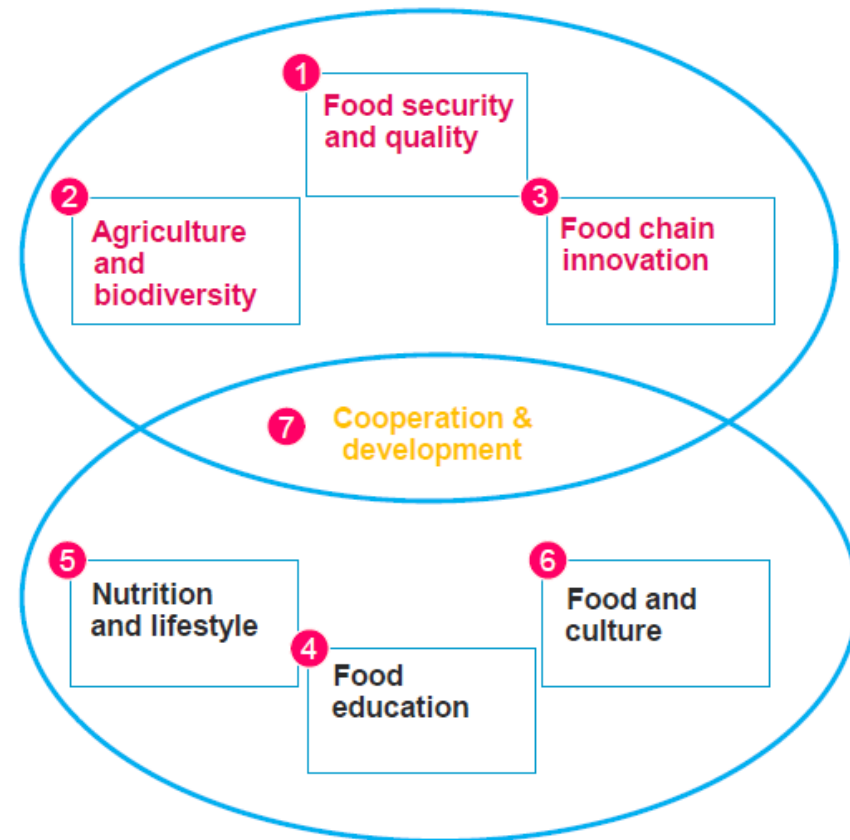 1
Food security
and quality
2
Agriculture
and
biodiversity
3
Food chain
innovation
7
Cooperation &
development
5
Nutrition
and lifestyle
4
Food
education
6
Food and
culture